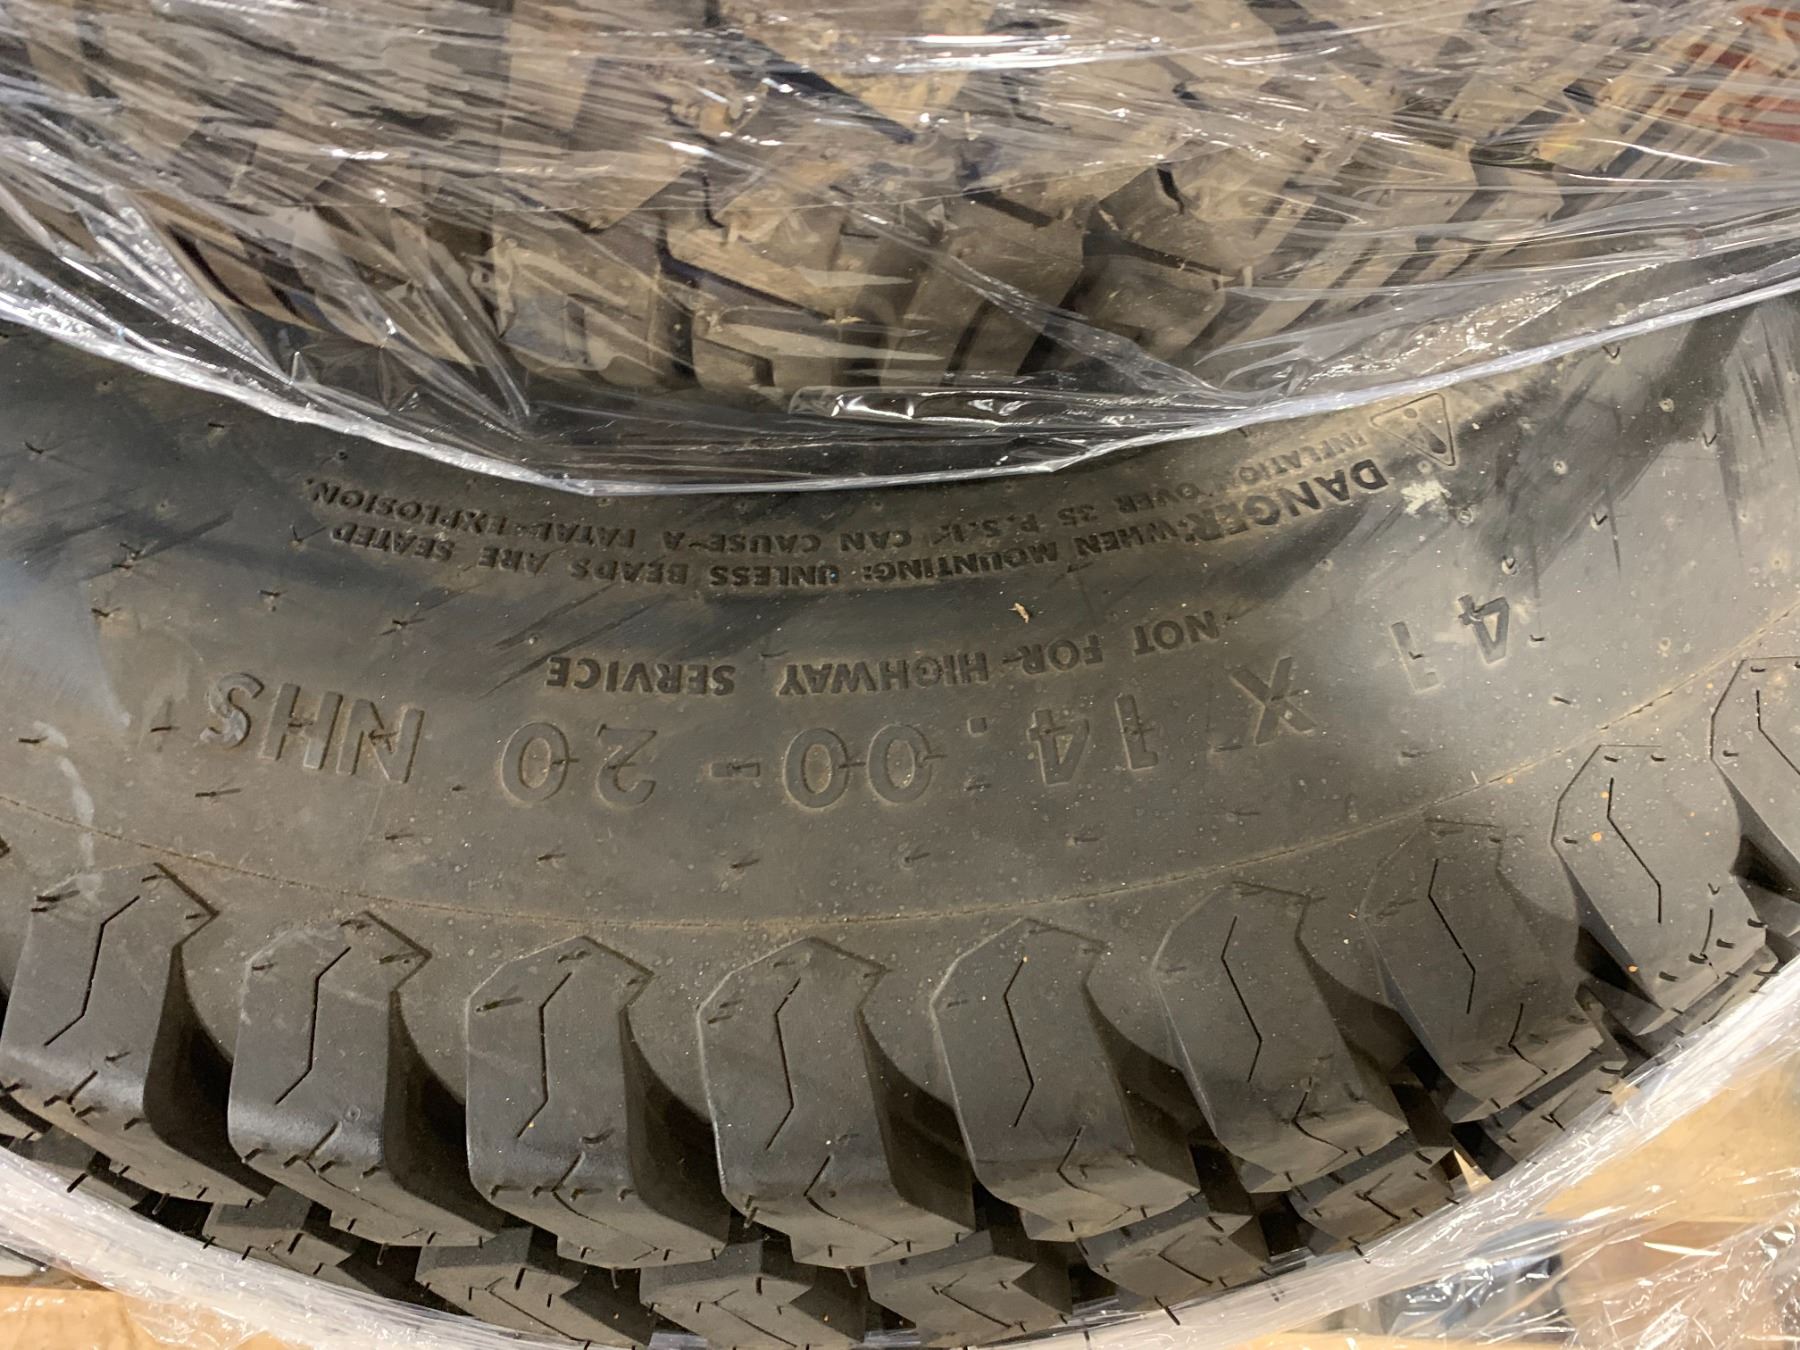 41 X 14.00-20 NHS
NOT FOR HIGHWAY SERVICE
DANGER WHEN MOUNTING: UNLESS BEADS ARE SEATED
INFLATION OVER 35 P.S.I. CAN CAUSE A FATAL EXPLOSION.